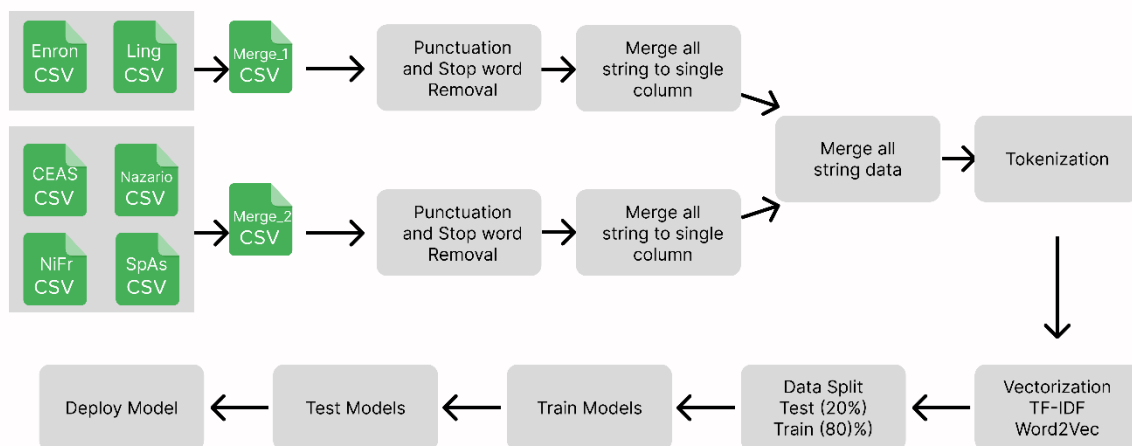 Enron
CSV
Ling
CSV
Merge_1
CSV
Punctuation
and Stop word
Removal
Merge all
string to single
column
CEAS
CSV
Nazario
CSV
NiFr
CSV
SpAs
CSV
Merge_2
CSV
Punctuation
and Stop word
Removal
Merge all
string to single
column
Merge all
string data
Tokenization
Vectorization
TF-IDF
Word2Vec
Data Split
Test (20%)
Train (80)%
Train Models
Test Models
Deploy Model